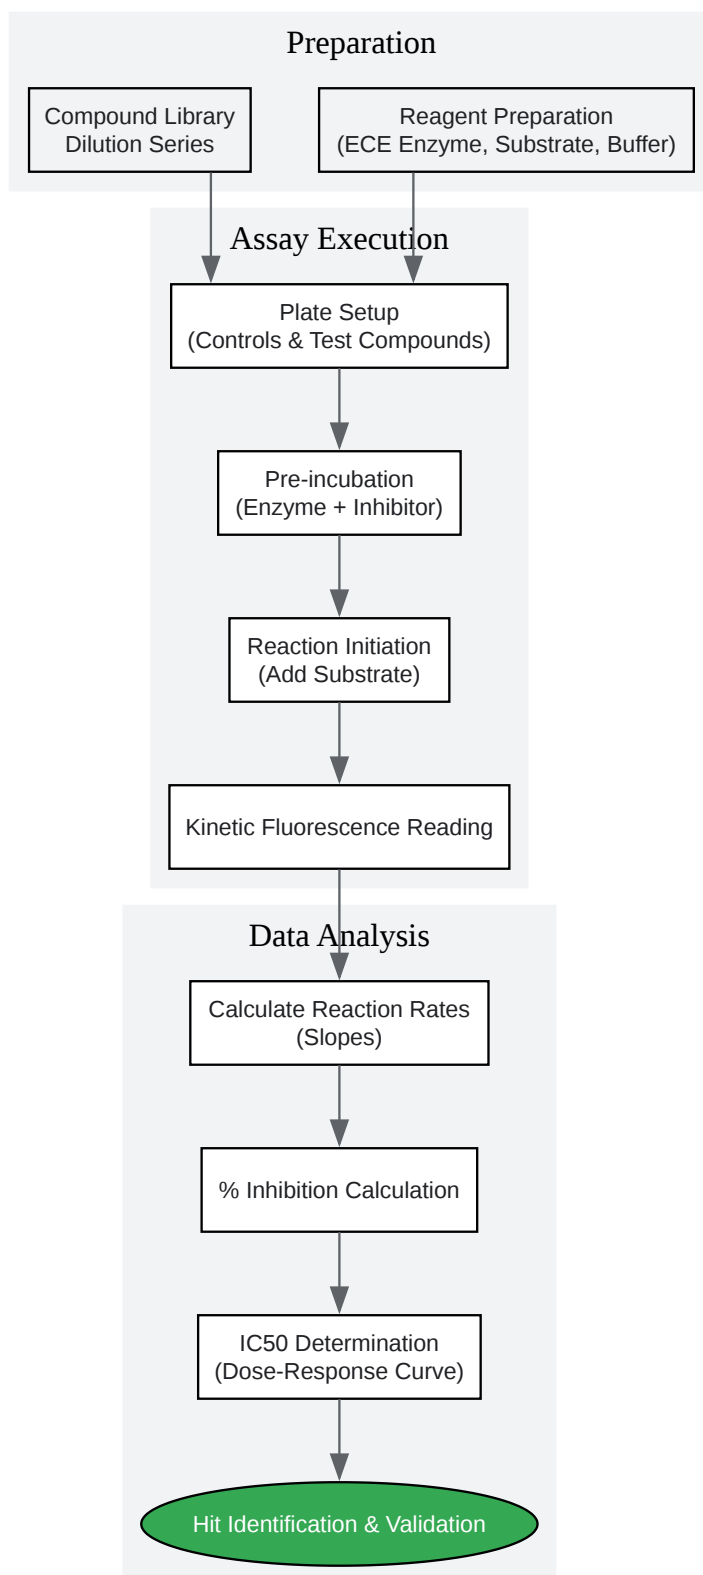 Preparation
Compound Library
Dilution Series
Reagent Preparation
(ECE Enzyme, Substrate, Buffer)
Assay Execution
Plate Setup
(Controls & Test Compounds)
Pre-incubation
(Enzyme + Inhibitor)
Reaction Initiation
(Add Substrate)
Kinetic Fluorescence Reading
Data Analysis
Calculate Reaction Rates
(Slopes)
% Inhibition Calculation
IC50 Determination
(Dose-Response Curve)
Hit Identification & Validation